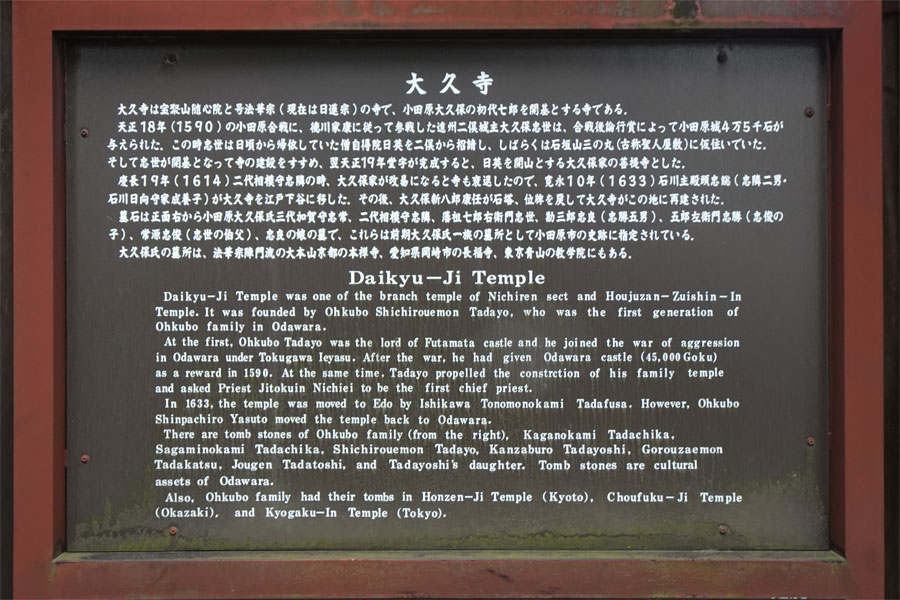 大久寺
大久寺は宝聚山随心院と号法華宗（現在は日蓮宗）の寺で、小田原大久保の初代七郎を開基とする寺である。
天正18年（1590）の小田原合戦に、徳川家康に従って参戦した遠州二俣城主大久保忠世は、合戦後論行賞によって小田原城4万5千石が
与えられた。この時忠世は日頃から帰依していた僧自得院日英を二俣から招請し、しばらくは石垣山三の丸（古称聖人屋敷）に仮住いでいた。
そして忠世が開基となって寺の建設をすすめ、翌天正19年堂宇が完成すると、日英を開山とする大久保家の菩提寺とした。
慶長19年（1614）二代相模守忠隣の時、大久保家が改易になると寺も衰退したので、寛永10年（1633）石川主殿頭忠総（忠隣二男・
石川日向守家成養子）が大久寺を江戸下谷に移した。その後、大久保新八郎康任が石塔、位牌を戻して大久寺がこの地に再建された。
墓石は正面右から小田原大久保氏三代加賀守忠常、二代相模守忠隣、藩祖七郎右衛門忠世、勘三郎忠良（忠勝五男）、五郎左衛門忠勝（忠俊の
子）、常源忠俊（忠世の伯父）、忠良の娘の墓で、これらは前期大久保氏一族の墓所として小田原市の史跡に指定されている。
大久保氏の墓所は、法華宗陣門流の大本山京都の本禅寺、愛知県岡崎市の長福寺、東京青山の教学院にもある。
Daikyu−Ji Temple
Daikyu−Ji Temple was one of the branch temple of Nichiren sect and Houjuzan−Zuishin−In
Temple. It was founded by Ohkubo Shichirouemon Tadayo, who was the first generation of
Ohkubo family in Odawara.
At the first, Ohkubo Tadayo was the lord of Futamata castle and he joined the war of aggression
in Odawara under Tokugawa Ieyasu. After the war, he had given Odawara castle (45,000Goku)
as a reward in 1590. At the same time, Tadayo propelled the constrction of his family temple
and asked Priest Jitokuin Nichiei to be the first chief priest.
In 1633, the temple was moved to Edo by Ishikawa Tonomonokami Tadafusa. However, Ohkubo
Shinpachiro Yasuto moved the temple back to Odawara.
There are tomb stones of Ohkubo family (from the right), Kaganokami Tadachika,
Sagaminokami Tadachika, Shichirouemon Tadayo, Kanzaburo Tadayoshi, Gorouzaemon
Tadakatsu, Jougen Tadatoshi, and Tadayoshi's daughter. Tomb stones are cultural
assets of Odawara.
Also, Ohkubo family had their tombs in Honzen−Ji Temple (Kyoto), Choufuku−Ji Temple
(Okazaki), and Kyogaku−In Temple (Tokyo).